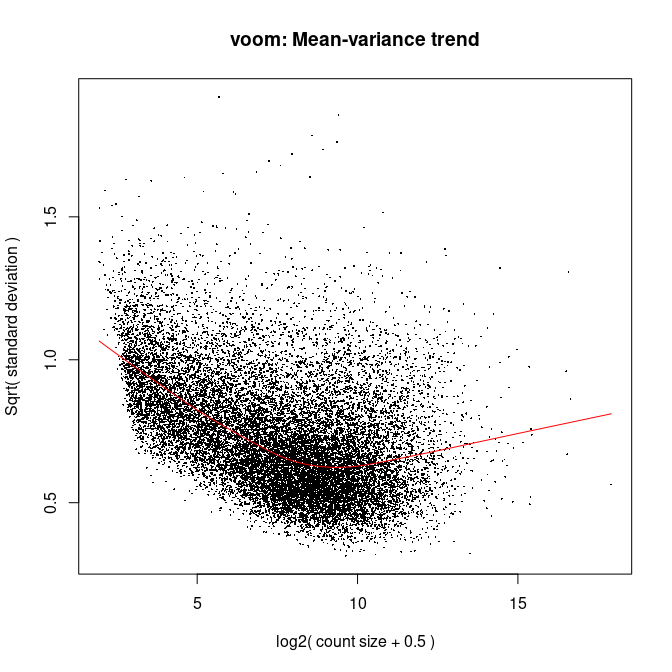 voom: Mean-variance trend
Sqrt( standard deviation )
1.5
1.0
0.5
5
10
15
log2( count size + 0.5 )